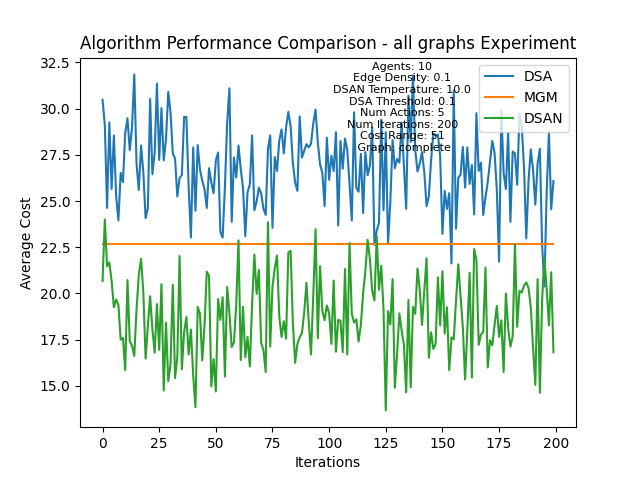 Algorithm Performance Comparison - all graphs Experiment
Agents: 10
Edge Density: 0.1
DSAN Temperature: 10.0
DSA Threshold: 0.1
Num Actions: 5
Num Iterations: 200
Cost Range: 51
Graph: complete
DSA
MGM
DSAN
Average Cost
32.5
30.0
27.5
25.0
22.5
20.0
17.5
15.0
0 25 50 75 100 125 150 175 200
Iterations